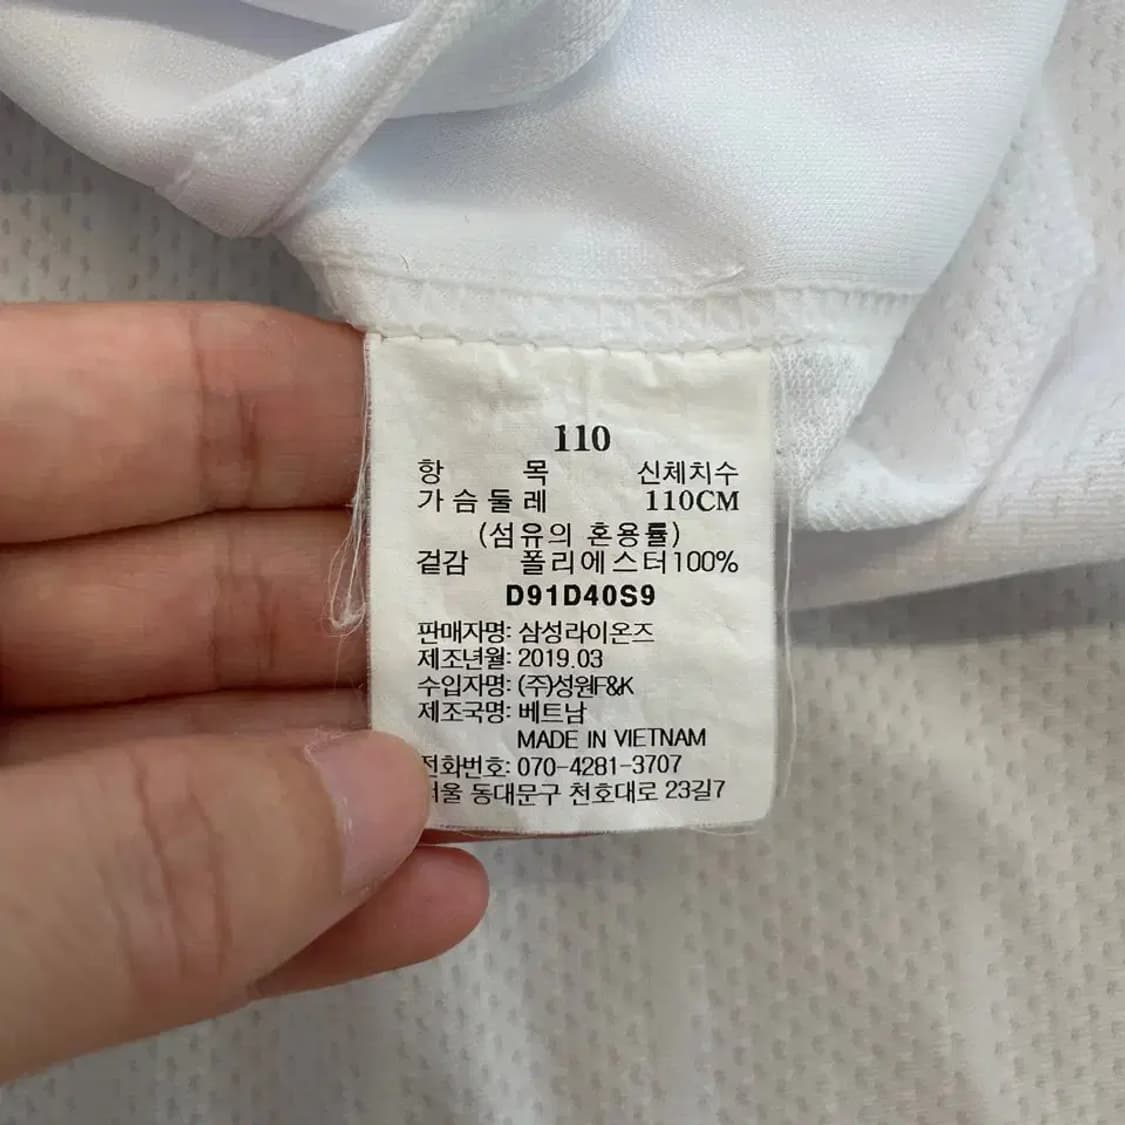 110
항 목 신체치수
가슴둘레 110CM
(섬유의 혼용률)
겉감 폴리에스터100%
D91D40S9
판매자명: 삼성라이온즈
제조년월: 2019.03
수입자명: (주)성원F&K
제조국명: 베트남
MADE IN VIETNAM
전화번호: 070-4281-3707
서울 동대문구 천호대로 23길7